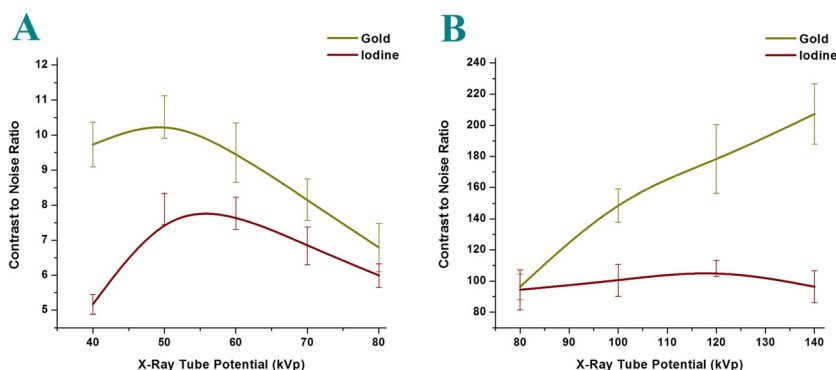 A
Gold
Iodine
12
11
10
9
8
7
6
5
Contrast to Noise Ratio
40
50
60
70
80
X-Ray Tube Potential (kVp)
B
Gold
Iodine
240
220
200
180
160
140
120
100
80
Contrast to Noise Ratio
80
90
100
110
120
130
140
X-Ray Tube Potential (kVp)